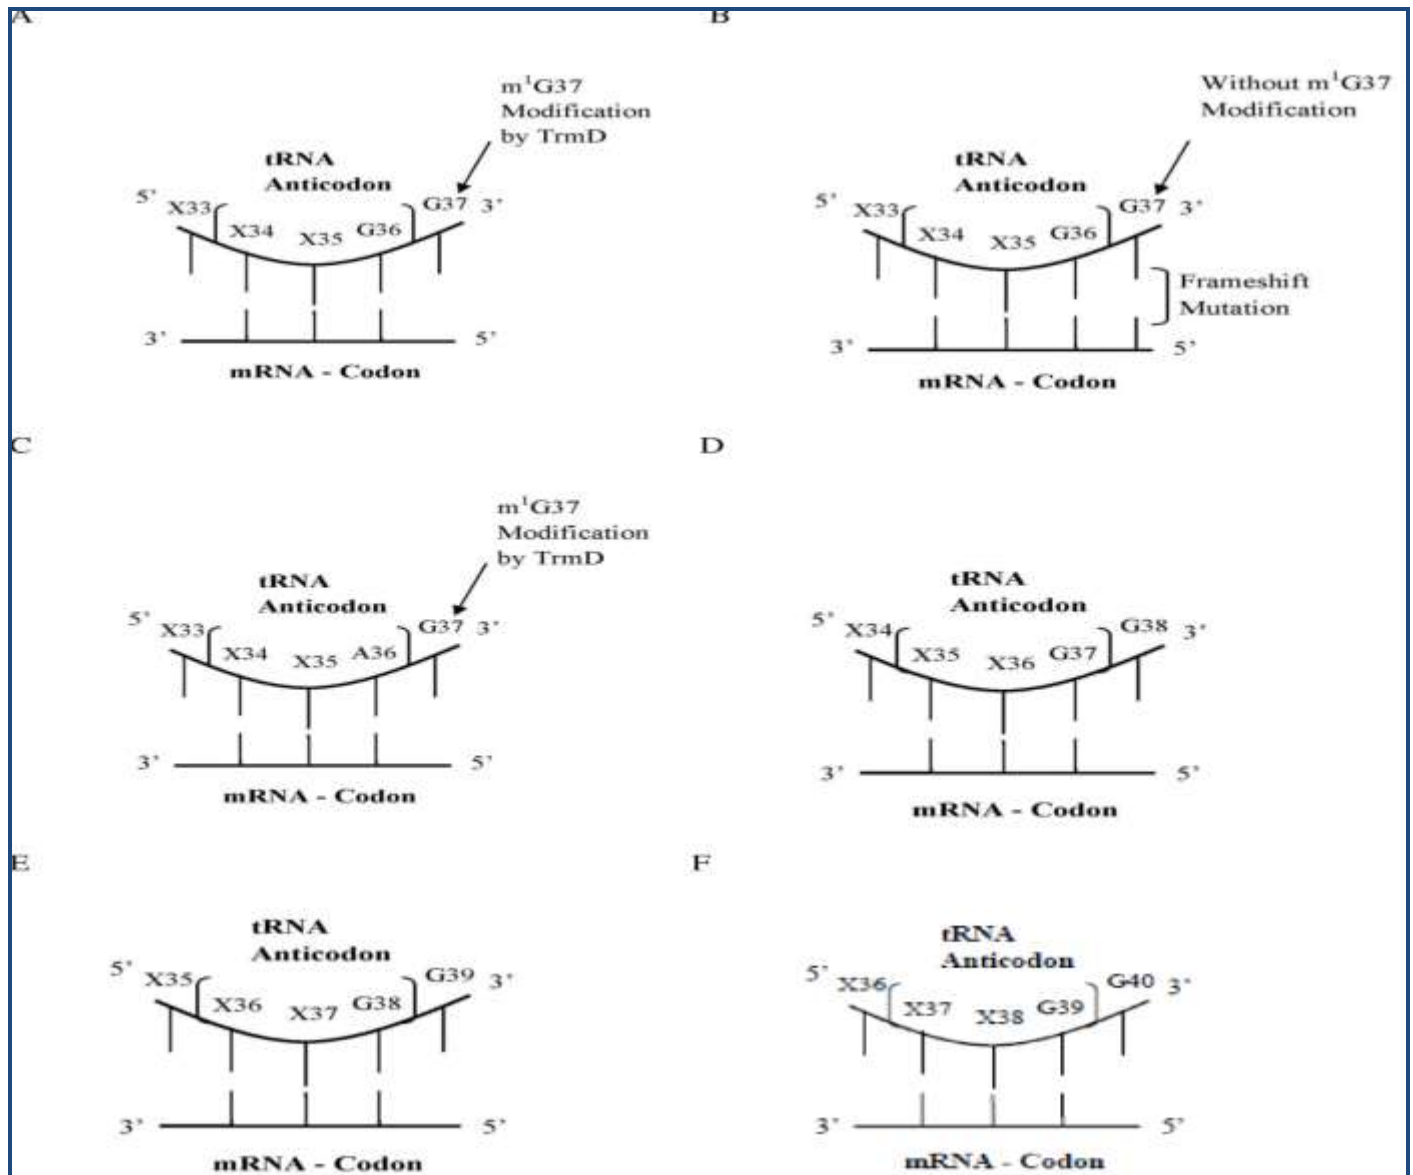 A
m¹G37
Modification
by TrmD
tRNA
Anticodon
5' X33 X34 X35 G36 G37 3'
3' 5'
mRNA - Codon
B
Without m¹G37
Modification
tRNA
Anticodon
5' X33 X34 X35 G36 G37 3'
Frameshift
Mutation
3' 5'
mRNA - Codon
C
m¹G37
Modification
by TrmD
tRNA
Anticodon
5' X33 X34 X35 A36 G37 3'
3' 5'
mRNA - Codon
D
tRNA
Anticodon
5' X34 X35 X36 G37 G38 3'
3' 5'
mRNA - Codon
E
tRNA
Anticodon
5' X35 X36 X37 G38 G39 3'
3' 5'
mRNA - Codon
F
tRNA
Anticodon
5' X36 X37 X38 G39 G40 3'
3' 5'
mRNA - Codon